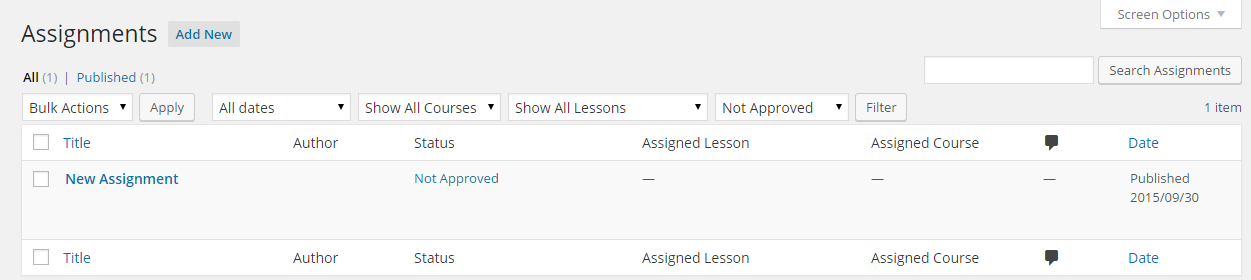 Screen Options
Assignments Add New
All (1) | Published (1)
Search Assignments
Bulk Actions Apply All dates Show All Courses Show All Lessons Not Approved Filter 1 item
Title Author Status Assigned Lesson Assigned Course Date
New Assignment Not Approved — — — Published
2015/09/30
Title Author Status Assigned Lesson Assigned Course Date